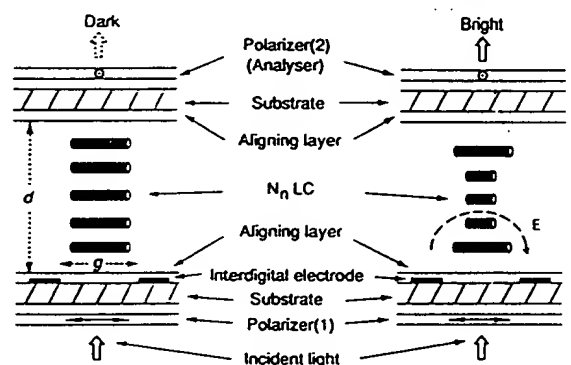 Dark
Bright
Polarizer(2)
(Analyser)
Substrate
Aligning layer
d
Nn LC
E
Aligning layer
g
Interdigital electrode
Substrate
Polarizer(1)
Incident light